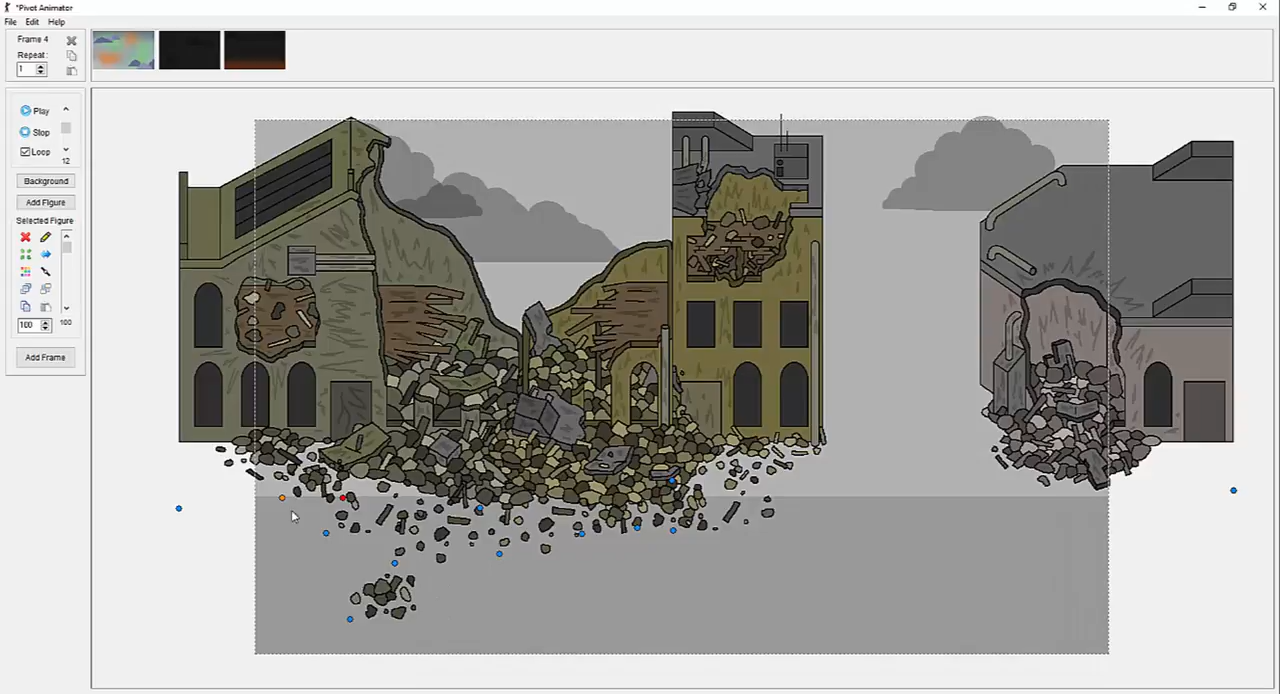 *Pivot Animator
File Edit Help
Frame 4
Repeat:
1
Play
Stop
Loop
12
Background
Add Figure
Selected Figure
100
100
Add Frame